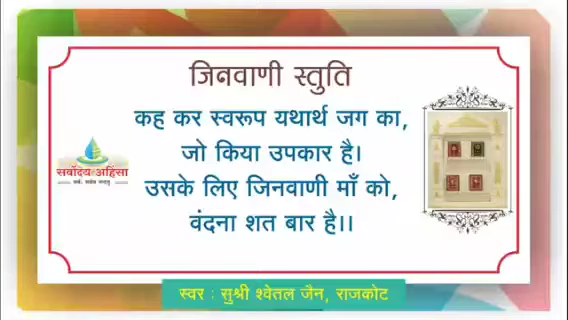 जिनवाणी स्तुति
कह कर स्वरूप यथार्थ जग का,
जो किया उपकार है।
उसके लिए जिनवाणी माँ को,
वंदना शत बार है।।
सर्वोदय अहिंसा
स्वर : सुश्री श्वेतल जैन, राजकोट